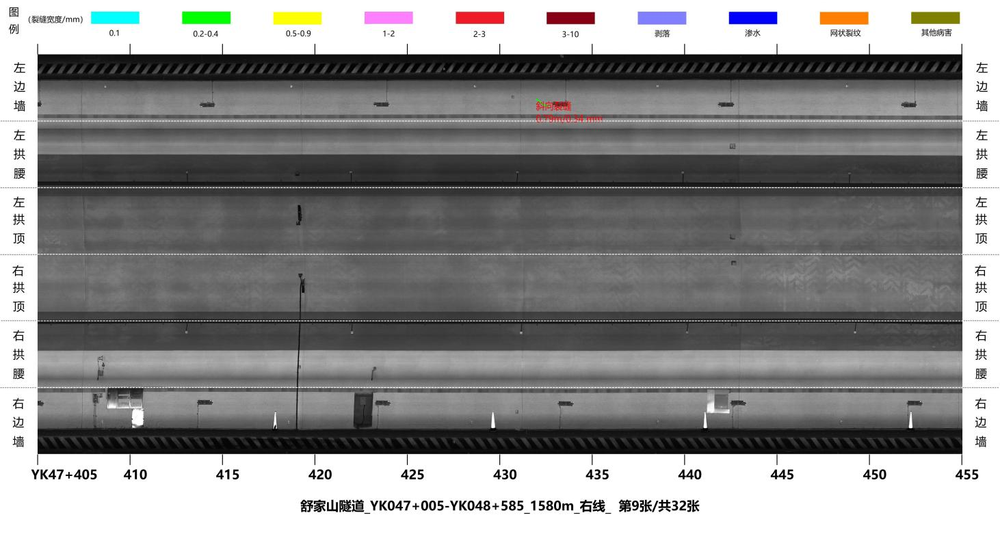 图例
(裂缝宽度/mm)
0.1
0.2-0.4
0.5-0.9
1-2
2-3
3-10
剥落
渗水
网状裂纹
其他病害
左边墙
左边墙
斜向裂缝
0.79m/0.34 mm
左拱腰
左拱腰
左拱顶
左拱顶
右拱顶
右拱顶
右拱腰
右拱腰
右边墙
右边墙
YK47+405 410 415 420 425 430 435 440 445 450 455
舒家山隧道_YK047+005-YK048+585_1580m_右线_ 第9张/共32张